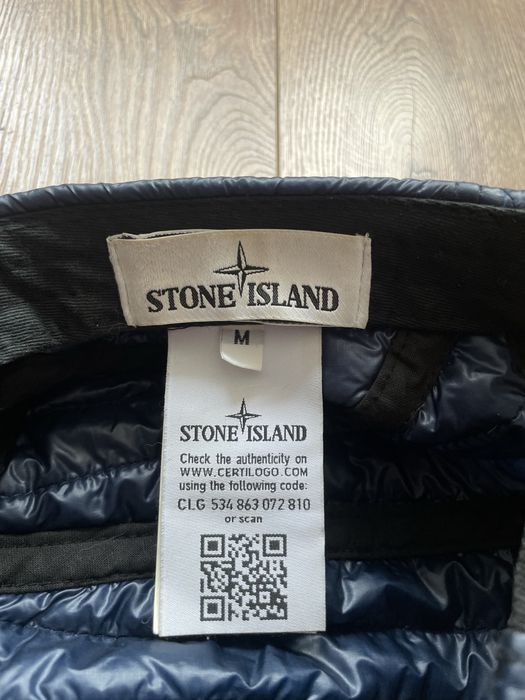 STONE ISLAND
M
STONE ISLAND
Check the authenticity on
WWW.CERTILOGO.COM
using the following code:
CLG 534 863 072 810
or scan